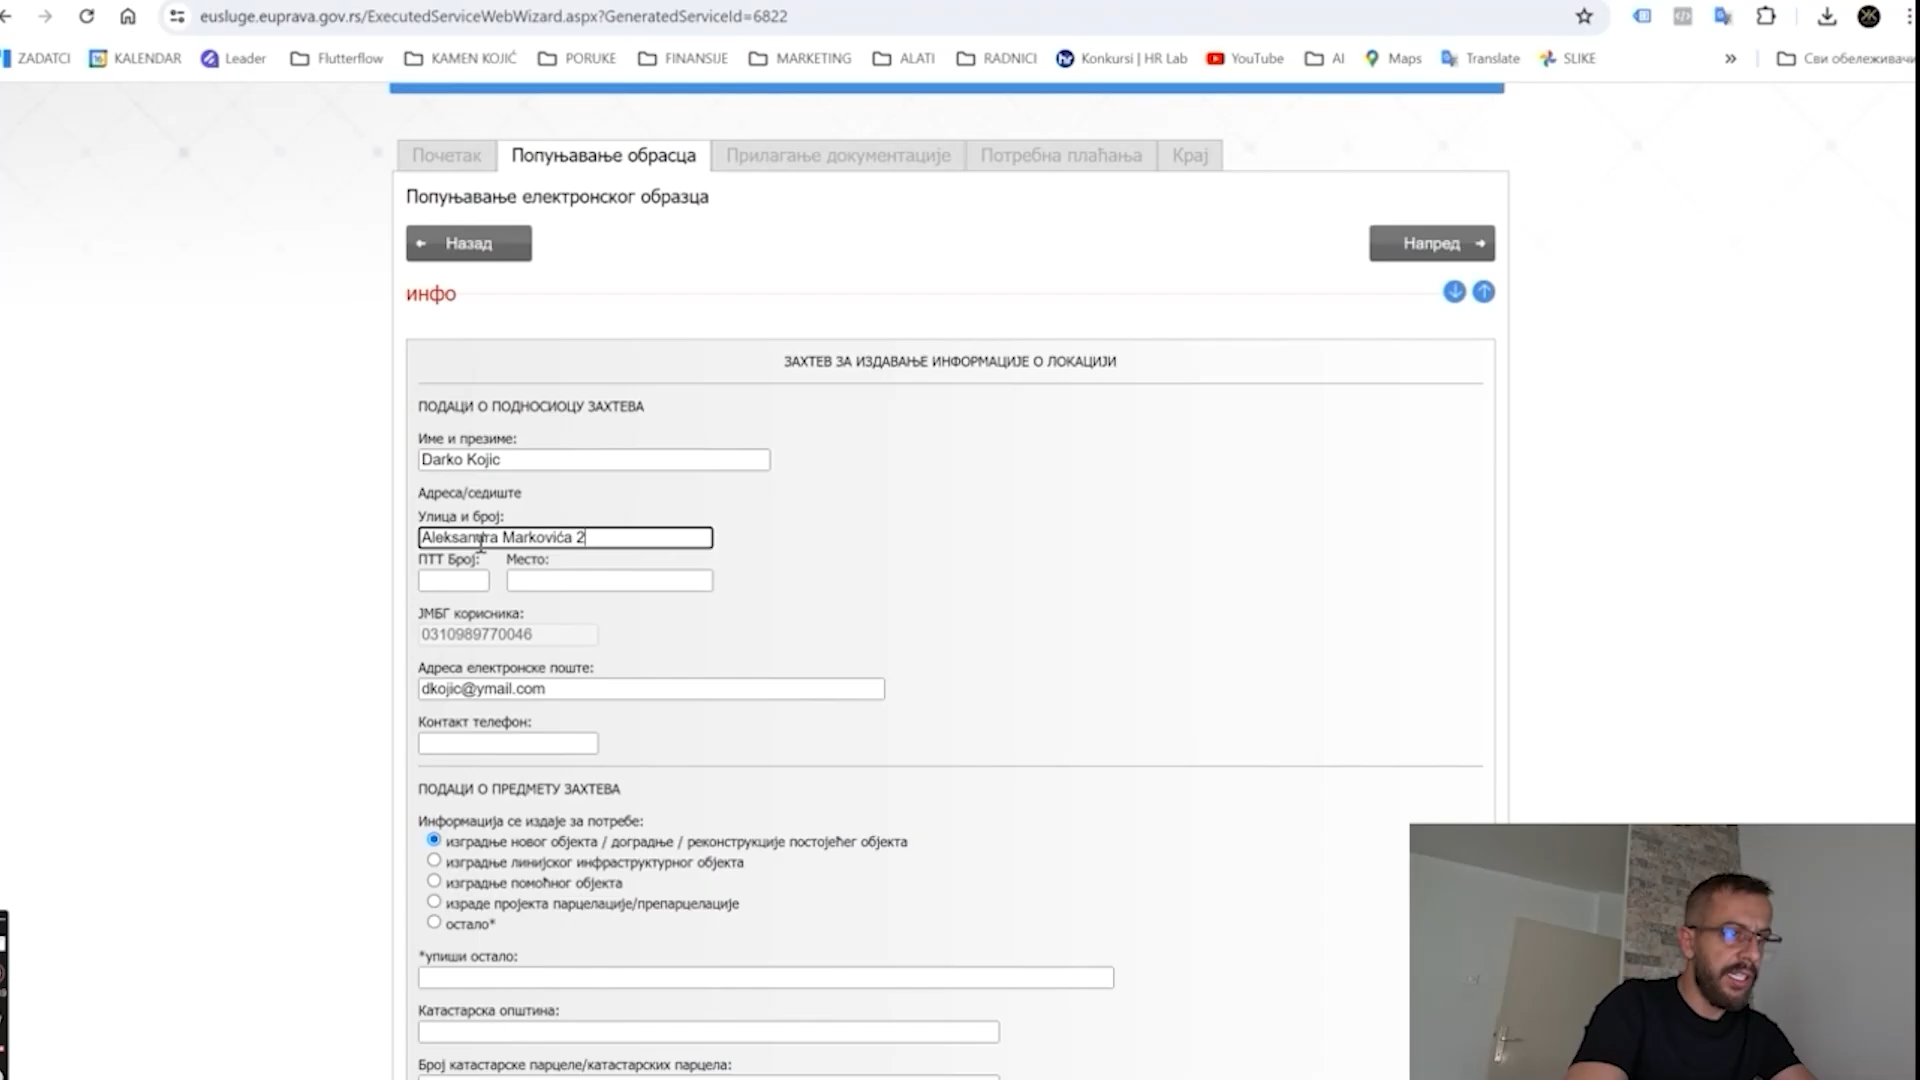 eusluge.euprava.gov.rs/ExecutedServiceWebWizard.aspx?GeneratedServiceId=6822
ZADATCI KALENDAR Leader Flutterflow KAMEN KOJIĆ PORUKE FINANSIJE MARKETING ALATI RADNICI Konkursi | HR Lab YouTube AI Maps Translate SLIKE » Сви обележивачи
Почетак Попуњавање обрасца Прилагање документације Потребна плаћања Крај
Попуњавање електронског образца
Назад Напред
инфо
ЗАХТЕВ ЗА ИЗДАВАЊЕ ИНФОРМАЦИЈЕ О ЛОКАЦИЈИ
ПОДАЦИ О ПОДНОСИОЦУ ЗАХТЕВА
Име и презиме:
Darko Kojic
Адреса/седиште
Улица и број:
Aleksandra Markovića 2
ПТТ Број: Место:
ЈМБГ корисника:
0310989770046
Адреса електронске поште:
dkojic@ymail.com
Контакт телефон:
ПОДАЦИ О ПРЕДМЕТУ ЗАХТЕВА
Информација се издаје за потребе:
изградње новог објекта / доградње / реконструкције постојећег објекта
изградње линијског инфраструктурног објекта
изградње помоћног објекта
израде пројекта парцелације/препарцелације
остало*
*упиши остало:
Катастарска општина:
Број катастарске парцеле/катастарских парцела: